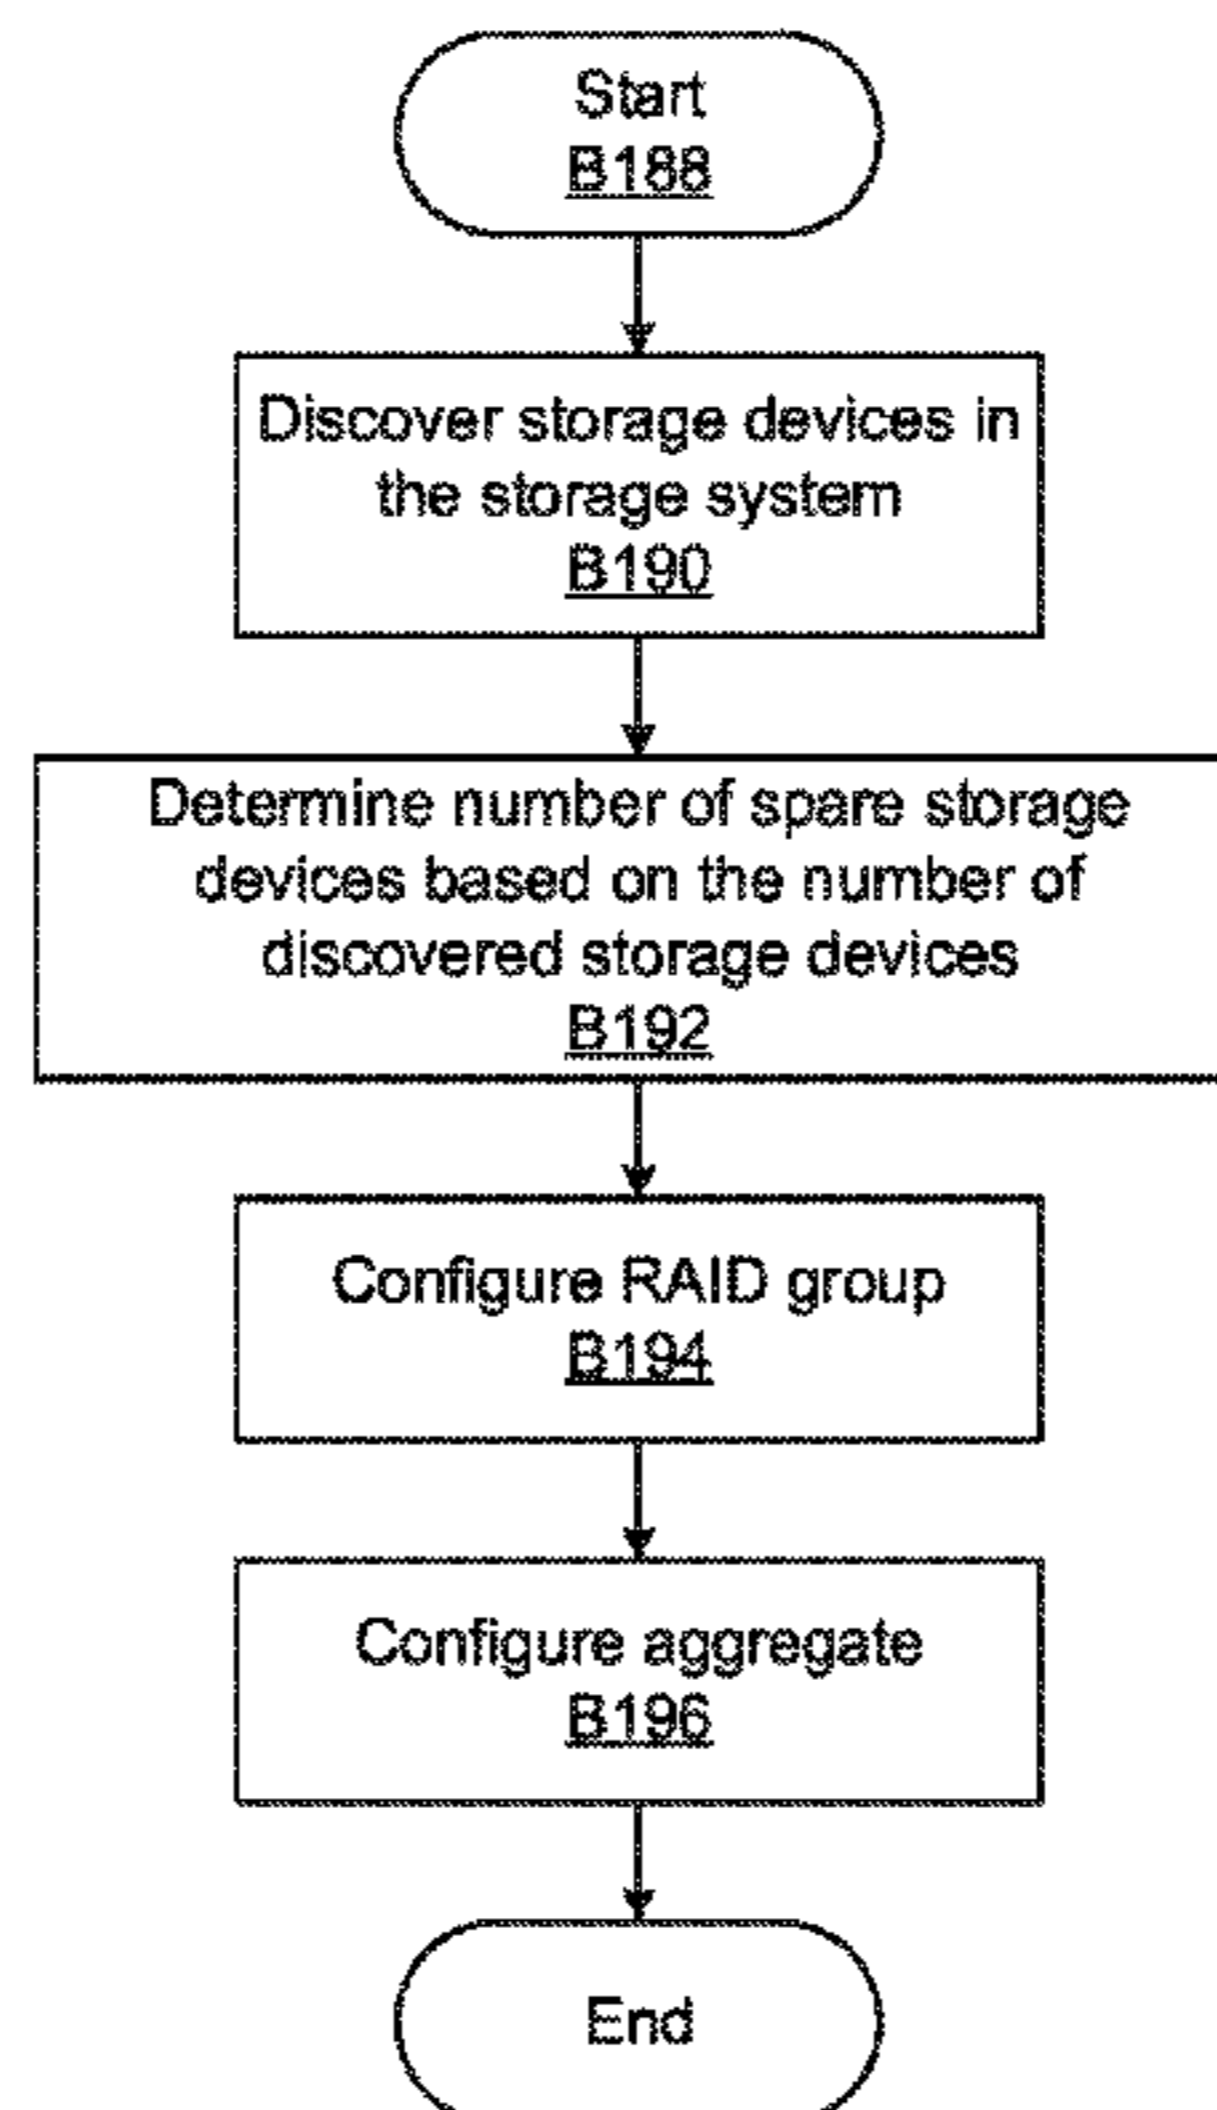 Start
B188
Discover storage devices in
the storage system
B190
Determine number of spare storage
devices based on the number of
discovered storage devices
B192
Configure RAID group
B194
Configure aggregate
B196
End